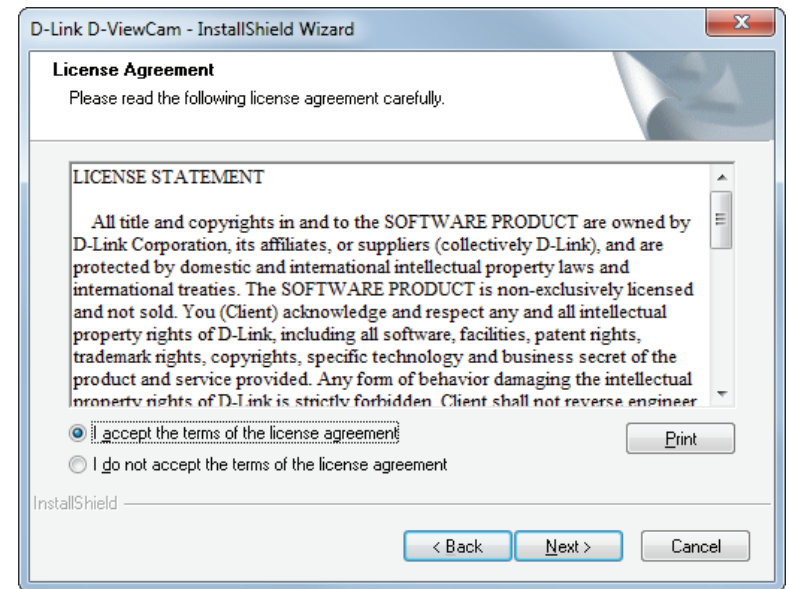 D-Link D-ViewCam - InstallShield Wizard
License Agreement
Please read the following license agreement carefully.
LICENSE STATEMENT
All title and copyrights in and to the SOFTWARE PRODUCT are owned by
D-Link Corporation, its affiliates, or suppliers (collectively D-Link), and are
protected by domestic and international intellectual property laws and
international treaties. The SOFTWARE PRODUCT is non-exclusively licensed
and not sold. You (Client) acknowledge and respect any and all intellectual
property rights of D-Link, including all software, facilities, patent rights,
trademark rights, copyrights, specific technology and business secret of the
product and service provided. Any form of behavior damaging the intellectual
property rights of D-Link is strictly forbidden. Client shall not reverse engineer
I accept the terms of the license agreement
Print
I do not accept the terms of the license agreement
InstallShield
< Back Next > Cancel